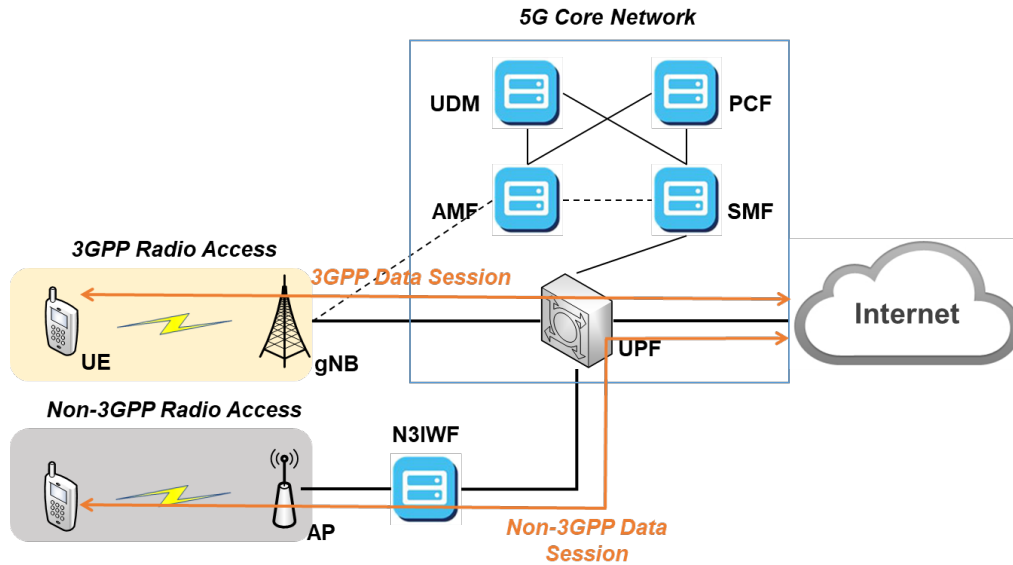 5G Core Network
UDM
PCF
AMF
SMF
3GPP Radio Access
3GPP Data Session
Internet
UE
gNB
UPF
Non-3GPP Radio Access
N3IWF
AP
Non-3GPP Data
Session